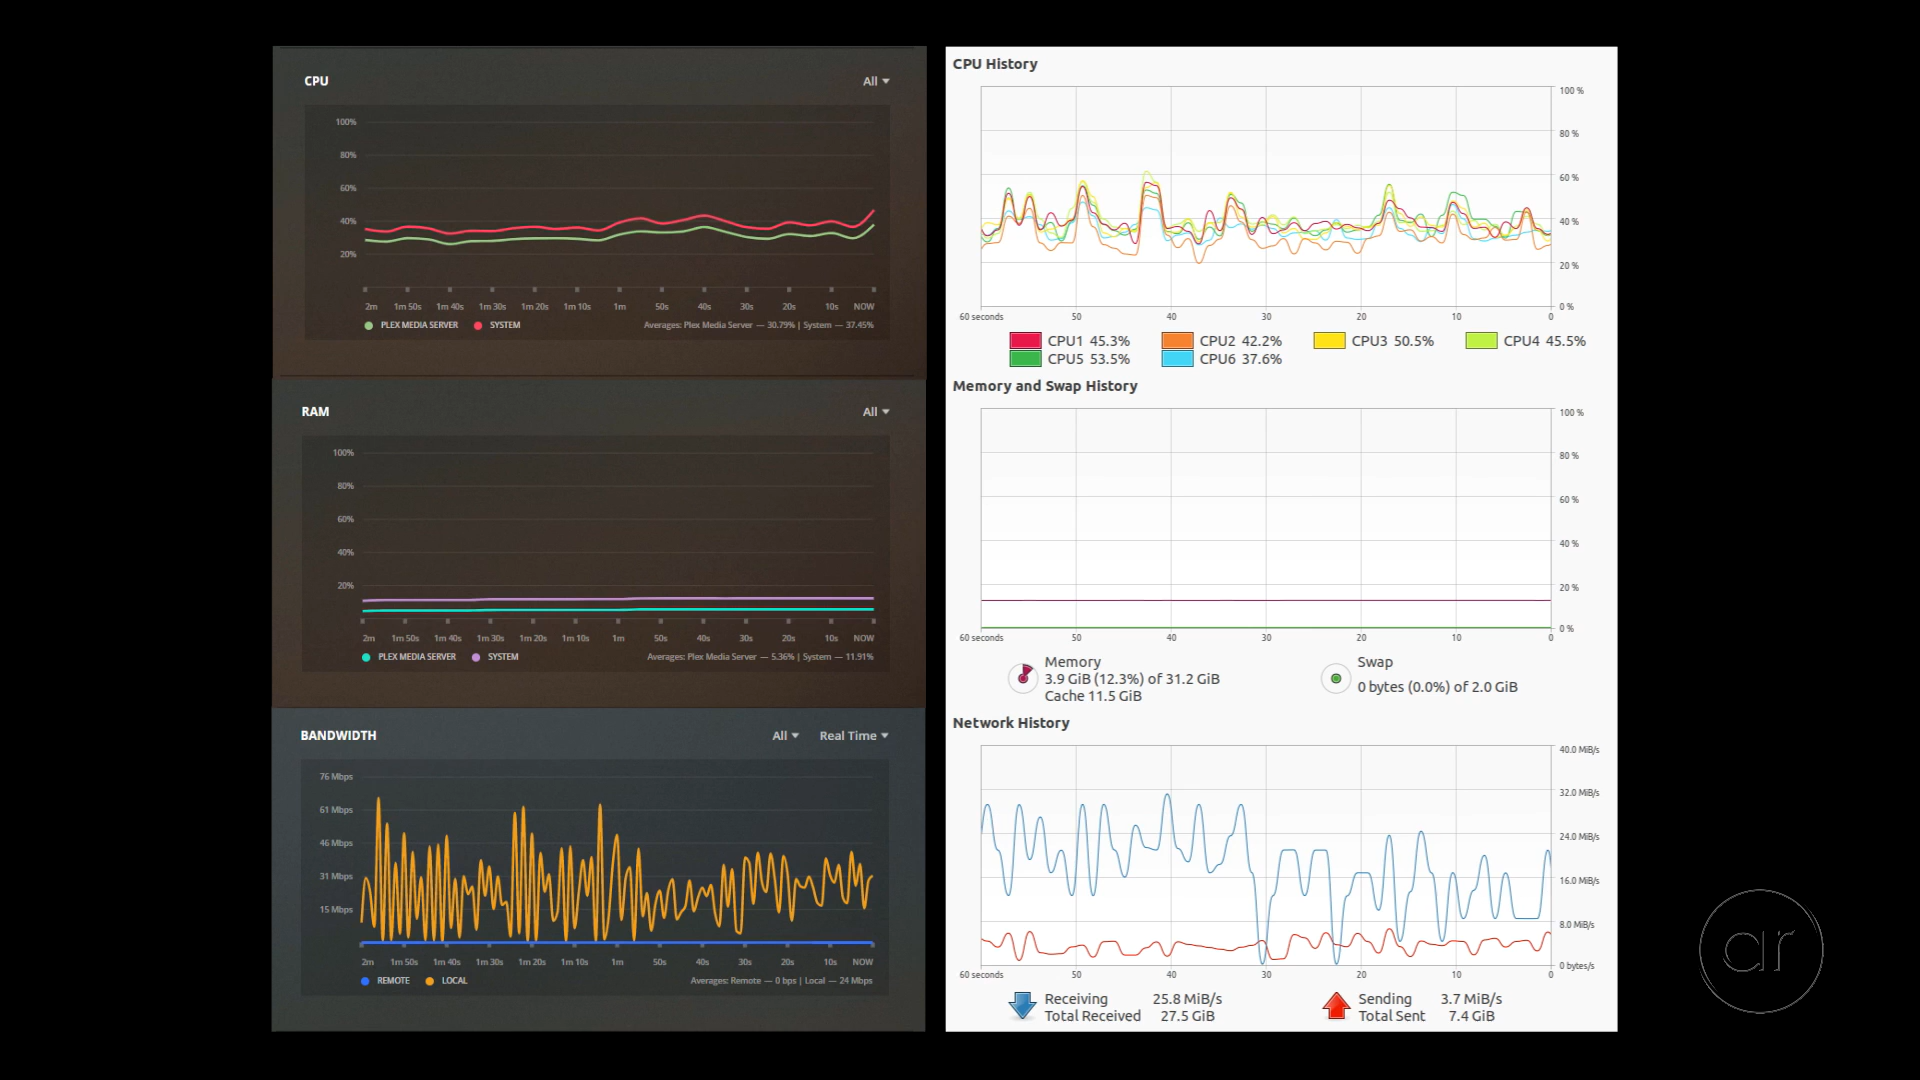 CPU
All
100%
80%
60%
40%
20%
2m 1m 50s 1m 40s 1m 30s 1m 20s 1m 10s 1m 50s 40s 30s 20s 10s NOW
PLEX MEDIA SERVER SYSTEM Averages: Plex Media Server — 30.79% | System — 37.45%
RAM
All
100%
80%
60%
40%
20%
2m 1m 50s 1m 40s 1m 30s 1m 20s 1m 10s 1m 50s 40s 30s 20s 10s NOW
PLEX MEDIA SERVER SYSTEM Averages: Plex Media Server — 5.36% | System — 11.91%
BANDWIDTH
All Real Time
76 Mbps
61 Mbps
46 Mbps
31 Mbps
15 Mbps
2m 1m 50s 1m 40s 1m 30s 1m 20s 1m 10s 1m 50s 40s 30s 20s 10s NOW
REMOTE LOCAL Averages: Remote — 0 bps | Local — 24 Mbps
CPU History
100 %
80 %
60 %
40 %
20 %
0 %
60 seconds 50 40 30 20 10 0
CPU1 45.3% CPU2 42.2% CPU3 50.5% CPU4 45.5%
CPU5 53.5% CPU6 37.6%
Memory and Swap History
100 %
80 %
60 %
40 %
20 %
0 %
60 seconds 50 40 30 20 10 0
Memory
3.9 GiB (12.3%) of 31.2 GiB
Cache 11.5 GiB
Swap
0 bytes (0.0%) of 2.0 GiB
Network History
40.0 MiB/s
32.0 MiB/s
24.0 MiB/s
16.0 MiB/s
8.0 MiB/s
0 bytes/s
60 seconds 50 40 30 20 10 0
Receiving 25.8 MiB/s
Total Received 27.5 GiB
Sending 3.7 MiB/s
Total Sent 7.4 GiB
ar